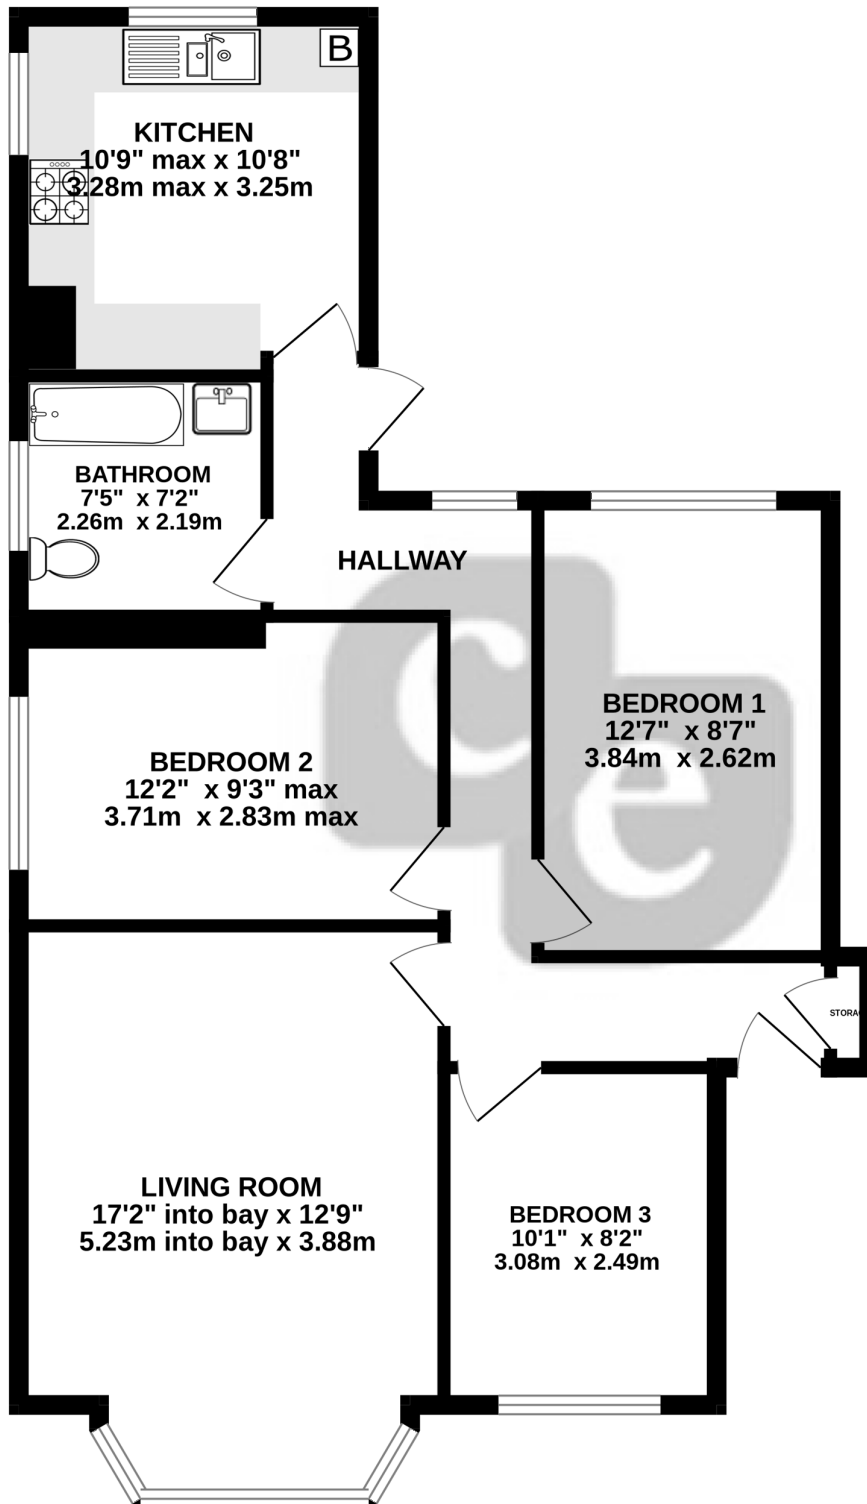 B
KITCHEN
10'9" max x 10'8"
3.28m max x 3.25m
BATHROOM
7'5" x 7'2"
2.26m x 2.19m
HALLWAY
BEDROOM 1
12'7" x 8'7"
3.84m x 2.62m
BEDROOM 2
12'2" x 9'3" max
3.71m x 2.83m max
ce
LIVING ROOM
17'2" into bay x 12'9"
5.23m into bay x 3.88m
BEDROOM 3
10'1" x 8'2"
3.08m x 2.49m